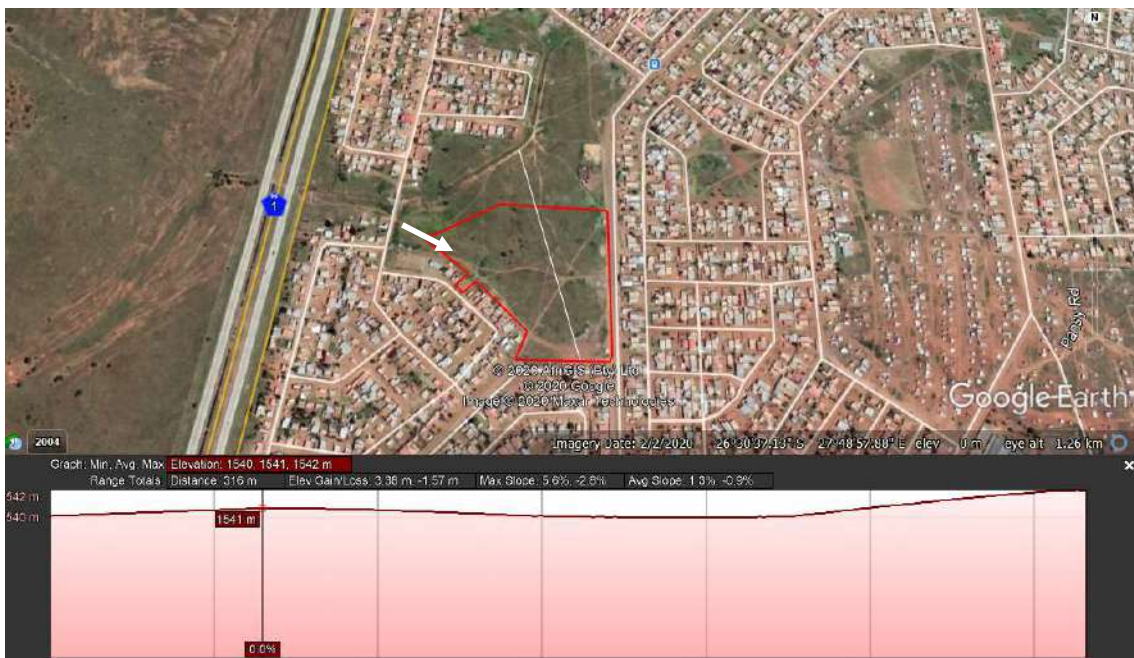 N
1
Pansy Rd
© 2020 AfriGIS (Pty) Ltd.
© 2020 Google
Image © 2020 Maxar Technologies
Google Earth
2004
Imagery Date: 2/2/2020 26°30'37.13" S 27°48'57.88" E elev 0 m eye alt 1.26 km
Graph: Min, Avg, Max Elevation: 1540, 1541, 1542 m
Range Totals: Distance: 316 m Elev Gain/Loss: 3.38 m, -1.57 m Max Slope: 5.6%, -2.8% Avg Slope: 1.3%, -0.9%
542 m
540 m
1541 m
0.0%